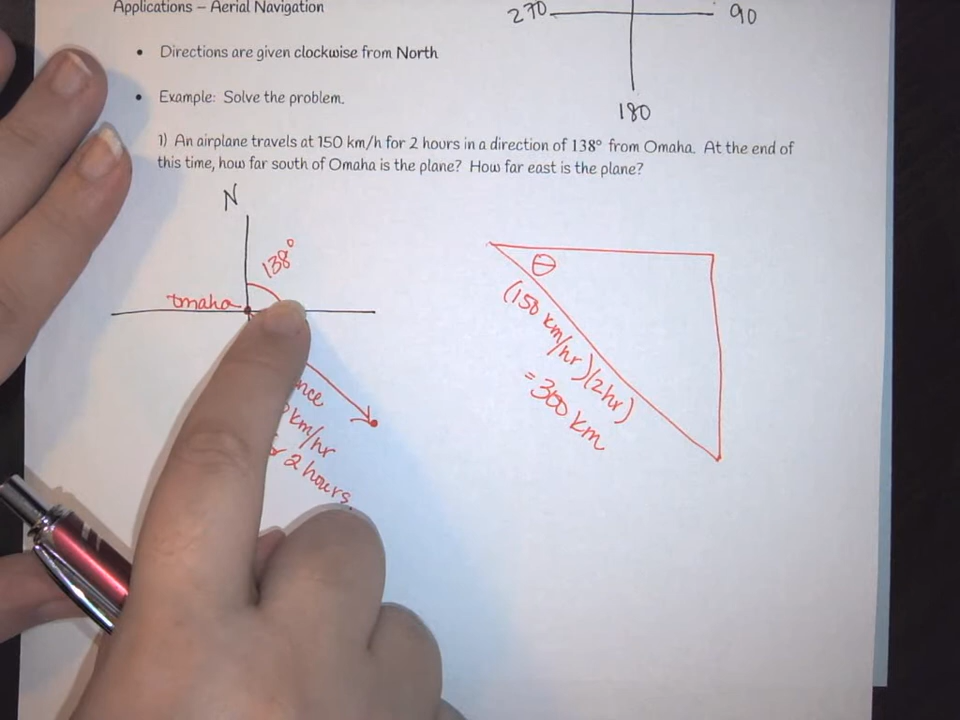 Applications – Aerial Navigation
270 90
• Directions are given clockwise from North
• Example: Solve the problem.
180
1) An airplane travels at 150 km/h for 2 hours in a direction of 138° from Omaha. At the end of
this time, how far south of Omaha is the plane? How far east is the plane?
N
138°
Omaha
θ
(150 km/hr)(2hr)
= 300 km
km/hr
2 hours.